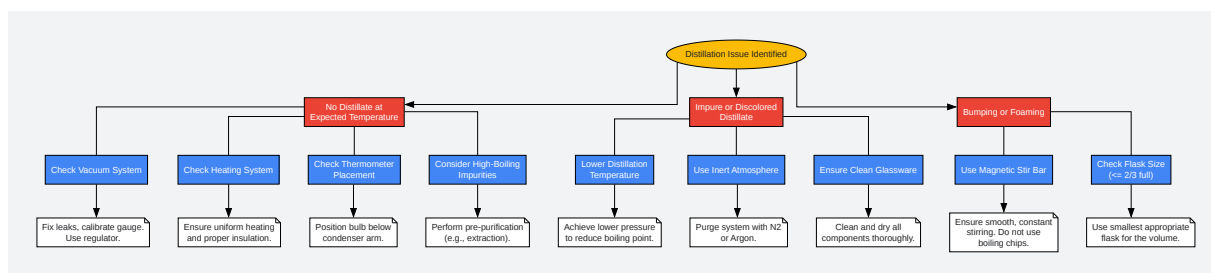 Distillation Issue Identified
No Distillate at
Expected Temperature
Impure or Discolored
Distillate
Bumping or Foaming
Check Vacuum System
Check Heating System
Check Thermometer
Placement
Consider High-Boiling
Impurities
Lower Distillation
Temperature
Use Inert Atmosphere
Ensure Clean Glassware
Use Magnetic Stir Bar
Check Flask Size
(<= 2/3 full)
Fix leaks, calibrate gauge.
Use regulator.
Ensure uniform heating
and proper insulation.
Position bulb below
condenser arm.
Perform pre-purification
(e.g., extraction).
Achieve lower pressure
to reduce boiling point.
Purge system with N2
or Argon.
Clean and dry all
components thoroughly.
Ensure smooth, constant
stirring. Do not use
boiling chips.
Use smallest appropriate
flask for the volume.